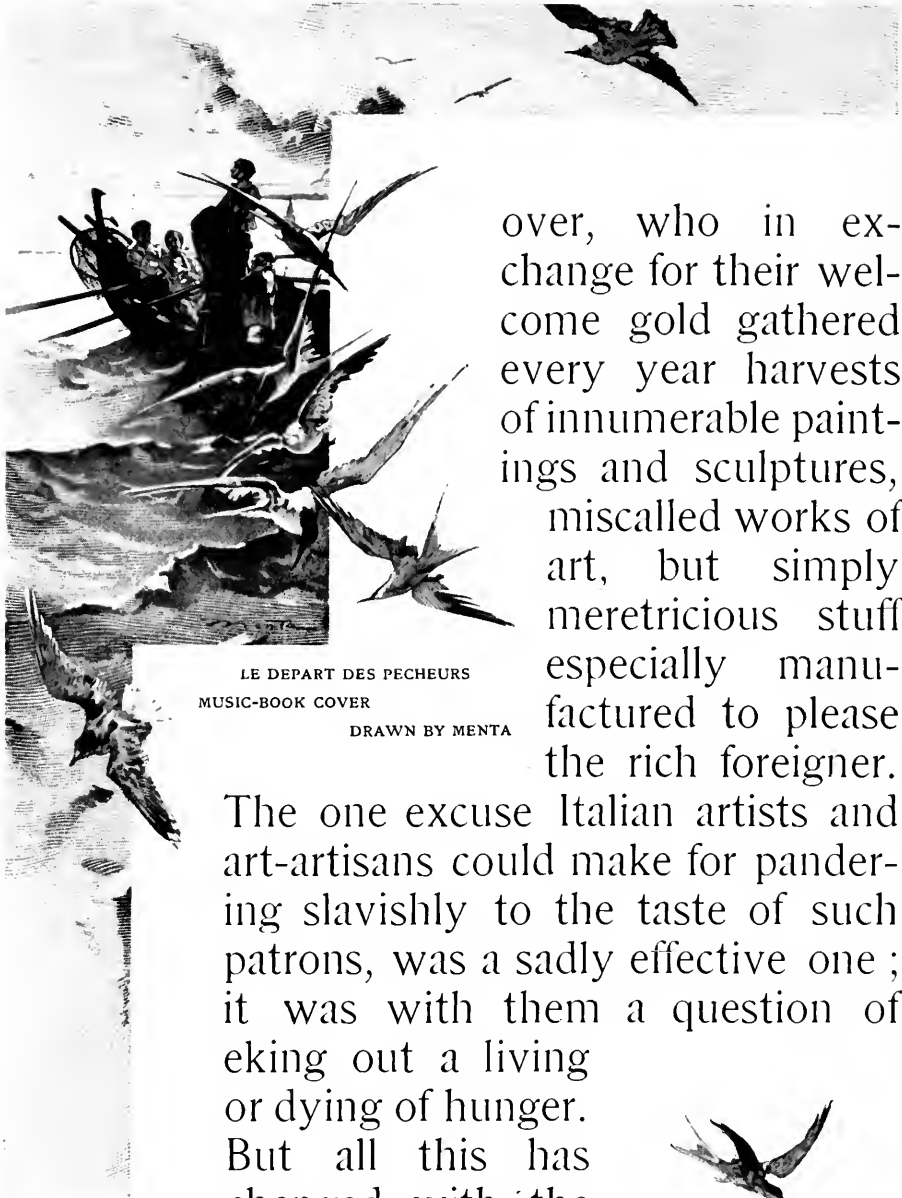 over, who in ex-
change for their wel-
come gold gathered
every year harvests
of innumerable paint-
ings and sculptures,
miscalled works of
art, but simply
meretricious stuff
especially manu-
factured to please
the rich foreigner.
LE DEPART DES PECHEURS
MUSIC-BOOK COVER
DRAWN BY MENTA
The one excuse Italian artists and
art-artisans could make for pander-
ing slavishly to the taste of such
patrons, was a sadly effective one ;
it was with them a question of
eking out a living
or dying of hunger.
But all this has
changed with the